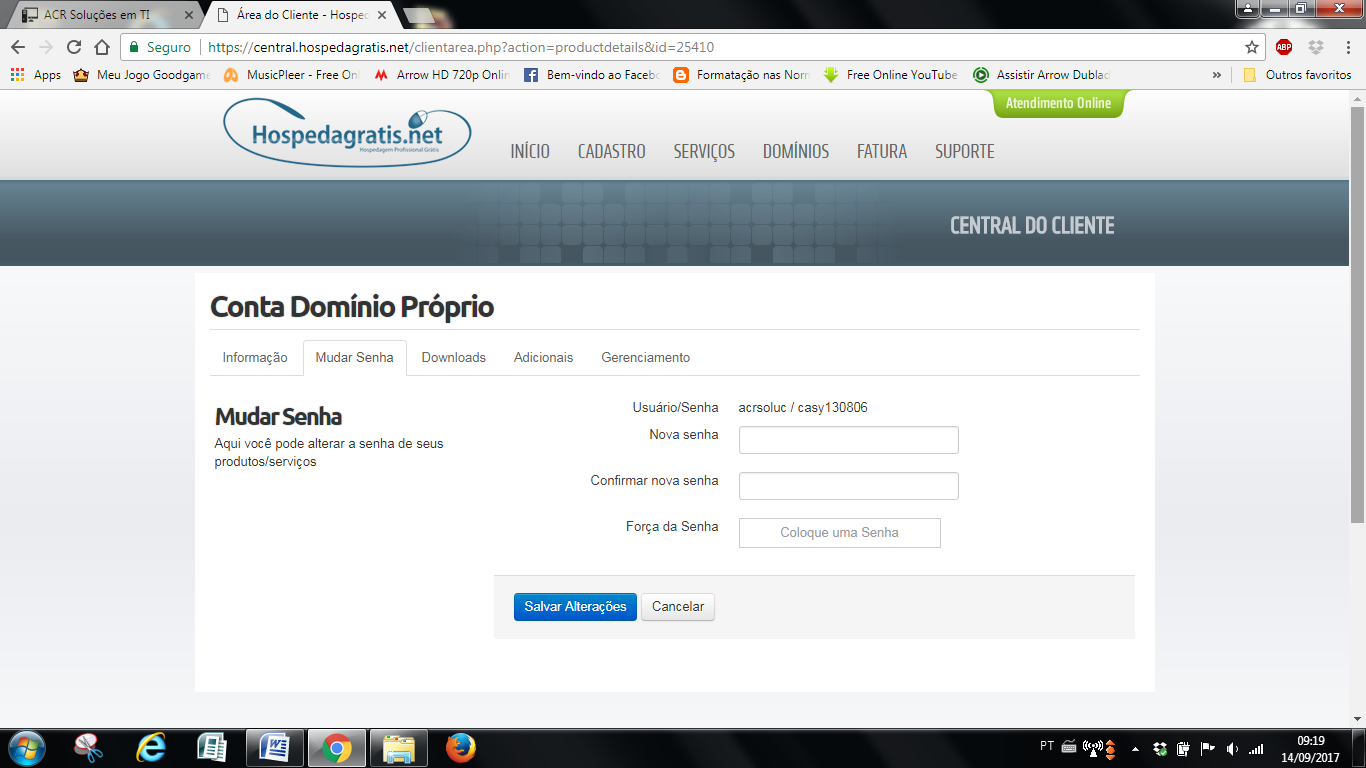 ACR Soluções em TI
Área do Cliente - Hosped
Seguro
https://central.hospedagratis.net/clientarea.php?action=productdetails&id=25410
ABP
Apps
Meu Jogo Goodgame
MusicPleer - Free Onl
Arrow HD 720p Onlin
Bem-vindo ao Facebo
Formatação nas Norm
Free Online YouTube
Assistir Arrow Dublad
»
Outros favoritos
Atendimento Online
Hospedagratis.net
Hospedagem Profissional Grátis
INÍCIO
CADASTRO
SERVIÇOS
DOMÍNIOS
FATURA
SUPORTE
CENTRAL DO CLIENTE
Conta Domínio Próprio
Informação
Mudar Senha
Downloads
Adicionais
Gerenciamento
Mudar Senha
Aqui você pode alterar a senha de seus
produtos/serviços
Usuário/Senha
acrsoluc / casy130806
Nova senha
Confirmar nova senha
Força da Senha
Coloque uma Senha
Salvar Alterações
Cancelar
PT
09:19
14/09/2017